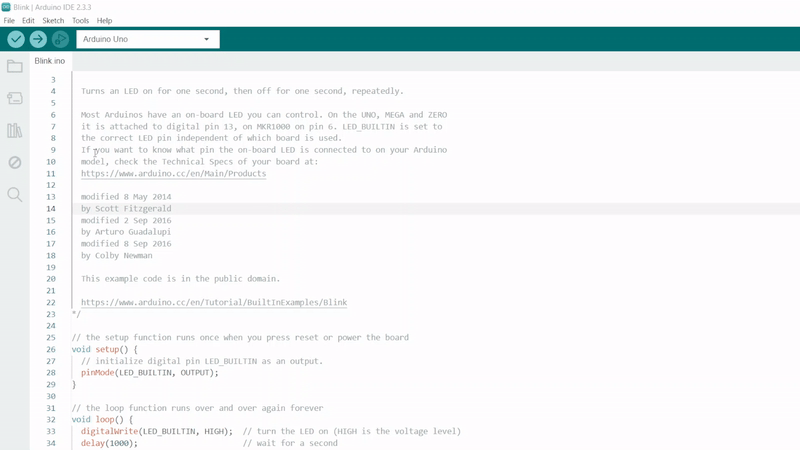 Blink | Arduino IDE 2.3.3
File Edit Sketch Tools Help
Arduino Uno
Blink.ino
3
4 Turns an LED on for one second, then off for one second, repeatedly.
5
6 Most Arduinos have an on-board LED you can control. On the UNO, MEGA and ZERO
7 it is attached to digital pin 13, on MKR1000 on pin 6. LED_BUILTIN is set to
8 the correct LED pin independent of which board is used.
9 If you want to know what pin the on-board LED is connected to on your Arduino
10 model, check the Technical Specs of your board at:
11 https://www.arduino.cc/en/Main/Products
12
13 modified 8 May 2014
14 by Scott Fitzgerald
15 modified 2 Sep 2016
16 by Arturo Guadalupi
17 modified 8 Sep 2016
18 by Colby Newman
19
20 This example code is in the public domain.
21
22 https://www.arduino.cc/en/Tutorial/BuiltInExamples/Blink
23 */
24
25 // the setup function runs once when you press reset or power the board
26 void setup() {
27 // initialize digital pin LED_BUILTIN as an output.
28 pinMode(LED_BUILTIN, OUTPUT);
29 }
30
31 // the loop function runs over and over again forever
32 void loop() {
33 digitalWrite(LED_BUILTIN, HIGH); // turn the LED on (HIGH is the voltage level)
34 delay(1000); // wait for a second